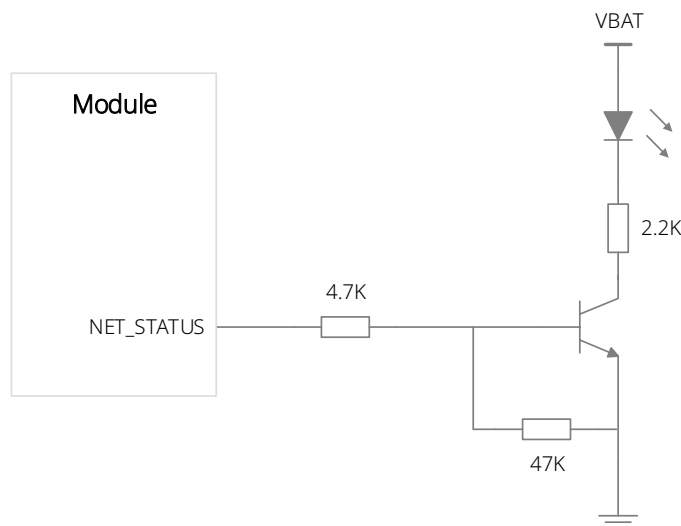 VBAT
Module
2.2K
4.7K
NET_STATUS
47K